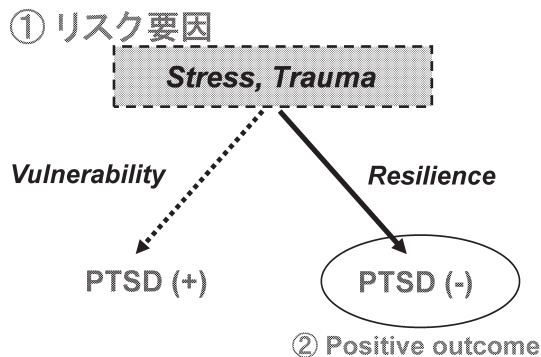 ① リスク要因
Stress, Trauma
Vulnerability
Resilience
PTSD (+)
PTSD (-)
② Positive outcome